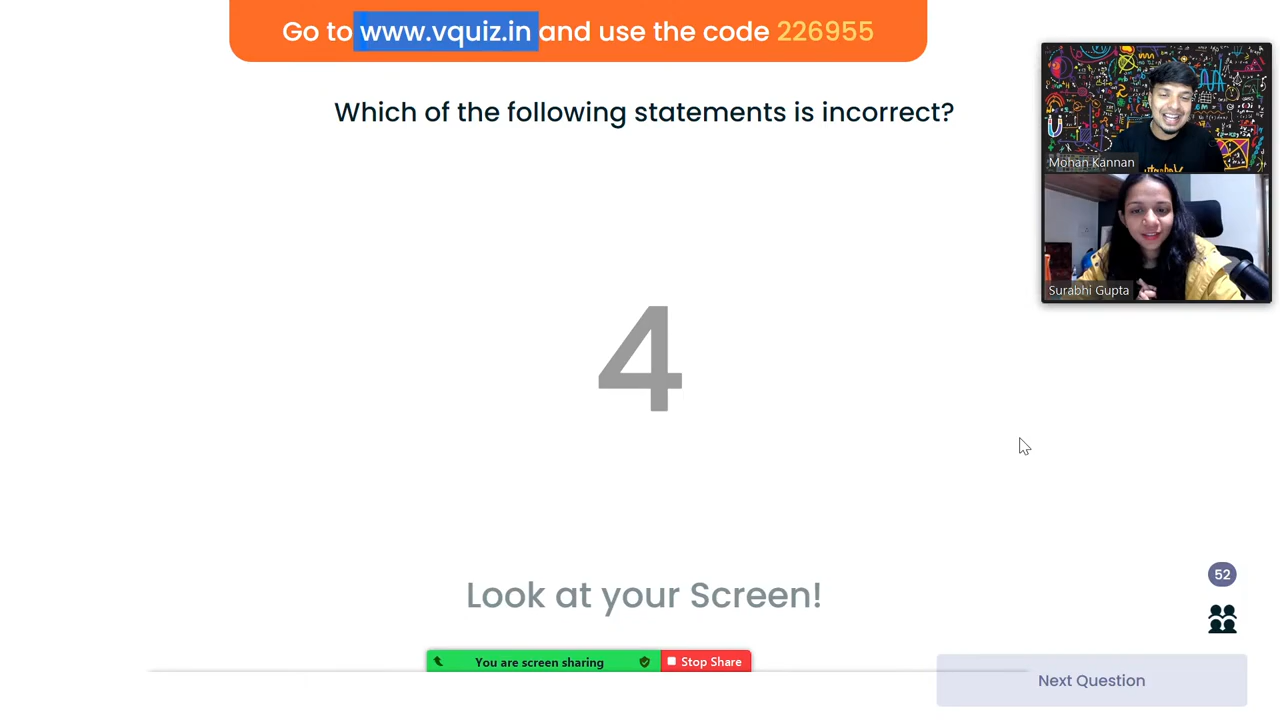 Go to www.vquiz.in and use the code 226955
Which of the following statements is incorrect?
Mohan Kannan
Surabhi Gupta
4
Look at your Screen!
52
You are screen sharing
Stop Share
Next Question